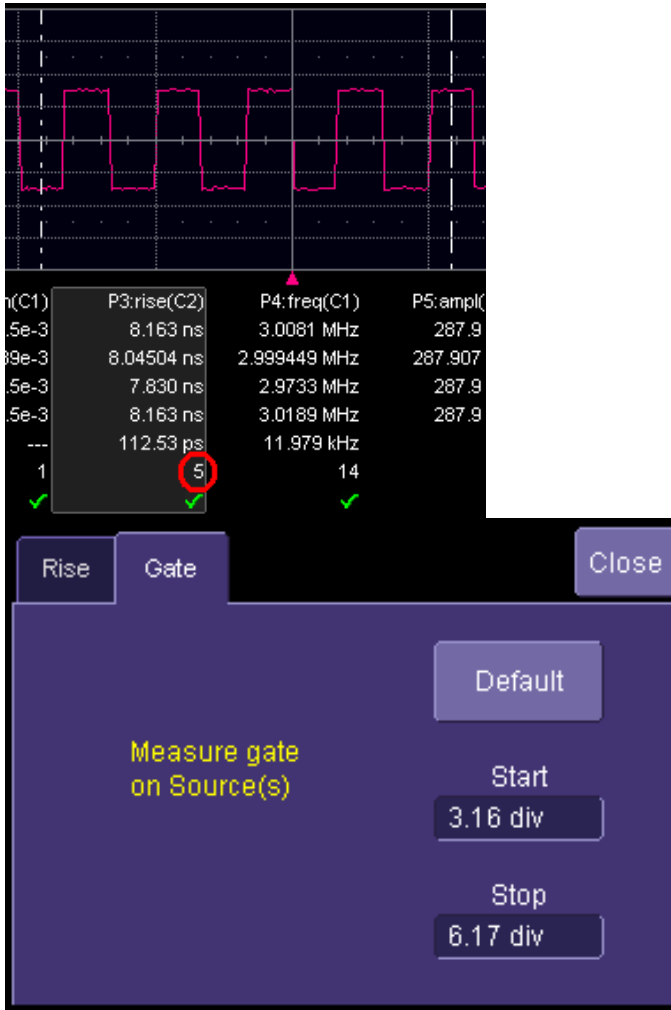 n(C1) P3:rise(C2) P4:freq(C1) P5:ampl(
.5e-3 8.163 ns 3.0081 MHz 287.9
39e-3 8.04504 ns 2.999449 MHz 287.907
.5e-3 7.830 ns 2.9733 MHz 287.9
.5e-3 8.163 ns 3.0189 MHz 287.9
--- 112.53 ps 11.979 kHz
1 5 14
Rise Gate Close
Default
Measure gate
on Source(s)
Start
3.16 div
Stop
6.17 div